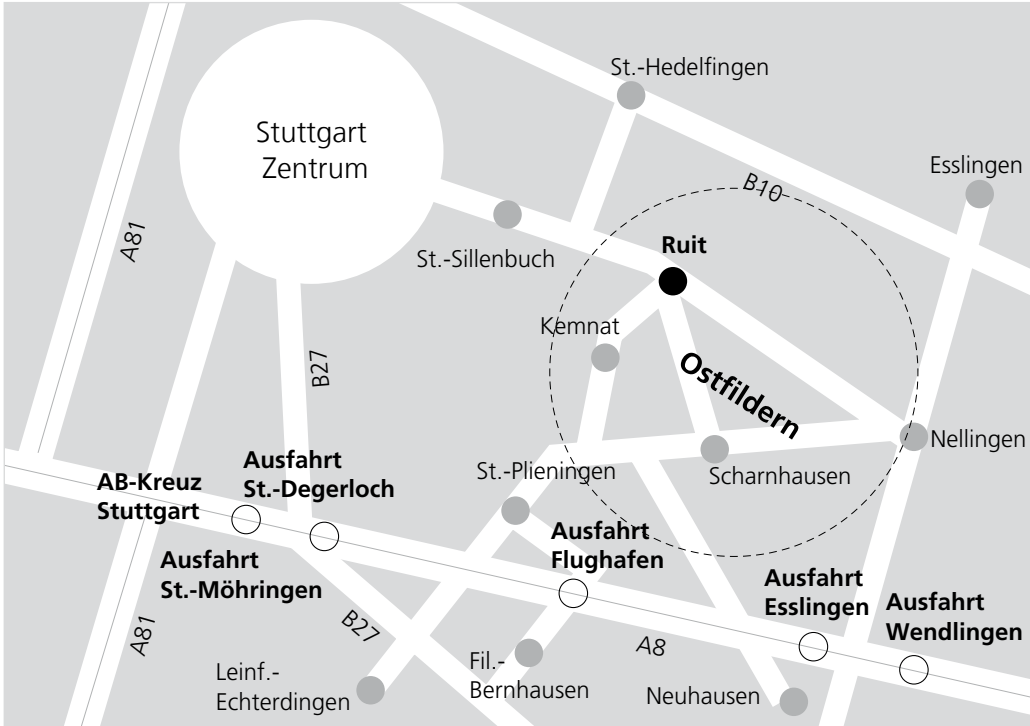 St.-Hedelfingen
Stuttgart
Zentrum
Esslingen
B10
A81
Ruit
St.-Sillenbuch
Kemnat
B27
Ostfildern
Nellingen
Ausfahrt
St.-Degerloch
St.-Plieningen
Scharnhausen
AB-Kreuz
Stuttgart
Ausfahrt
Flughafen
Ausfahrt
St.-Möhringen
Ausfahrt
Esslingen
Ausfahrt
Wendlingen
A81
B27
A8
Leinf.-
Echterdingen
Fil.-
Bernhausen
Neuhausen